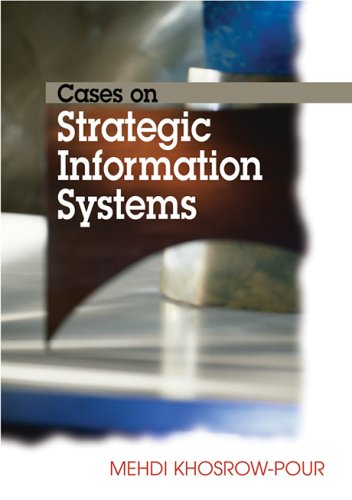 Cases on
Strategic
Information
Systems
MEHDI KHOSROW-POUR